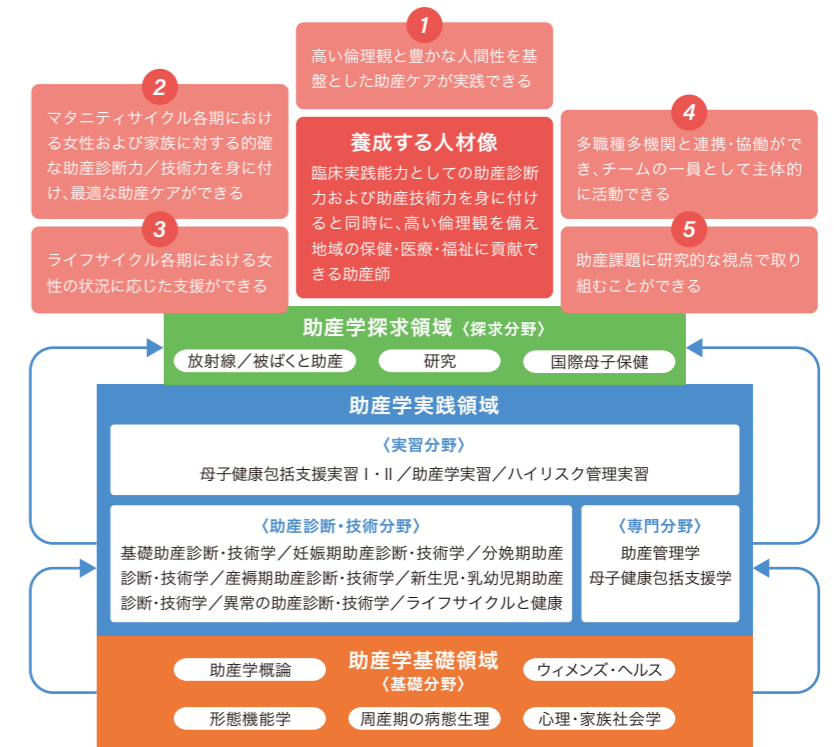 1
高い倫理観と豊かな人間性を基
盤とした助産ケアが実践できる
2
マタニティサイクル各期におけ
る女性および家族に対する的確
な助産診断力／技術力を身に付
け、最適な助産ケアができる
3
ライフサイクル各期における女
性の状況に応じた支援ができる
養成する人材像
臨床実践能力としての助産診断
力および助産技術力を身に付け
ると同時に、高い倫理観を備え
地域の保健・医療・福祉に貢献で
きる助産師
4
多職種多機関と連携・協働がで
き、チームの一員として主体的
に活動できる
5
助産課題に研究的な視点で取り
組むことができる
助産学探求領域〈探求分野〉
放射線／被ばくと助産
研究
国際母子保健
助産学実践領域
〈実習分野〉
母子健康包括支援実習Ⅰ・Ⅱ／助産学実習／ハイリスク管理実習
〈助産診断・技術分野〉
基礎助産診断・技術学／妊娠期助産診断・技術学／分娩期助産
診断・技術学／産褥期助産診断・技術学／新生児・乳幼児期助産
診断・技術学／異常の助産診断・技術学／ライフサイクルと健康
〈専門分野〉
助産管理学
母子健康包括支援学
助産学基礎領域
〈基礎分野〉
助産学概論
ウィメンズ・ヘルス
形態機能学
周産期の病態生理
心理・家族社会学